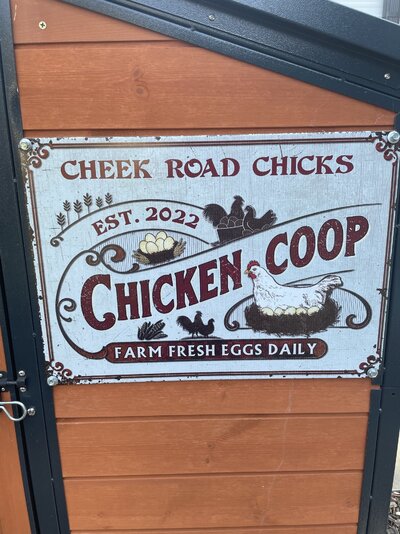 CHEEK ROAD CHICKS
EST. 2022
CHICKEN COOP
FARM FRESH EGGS DAILY